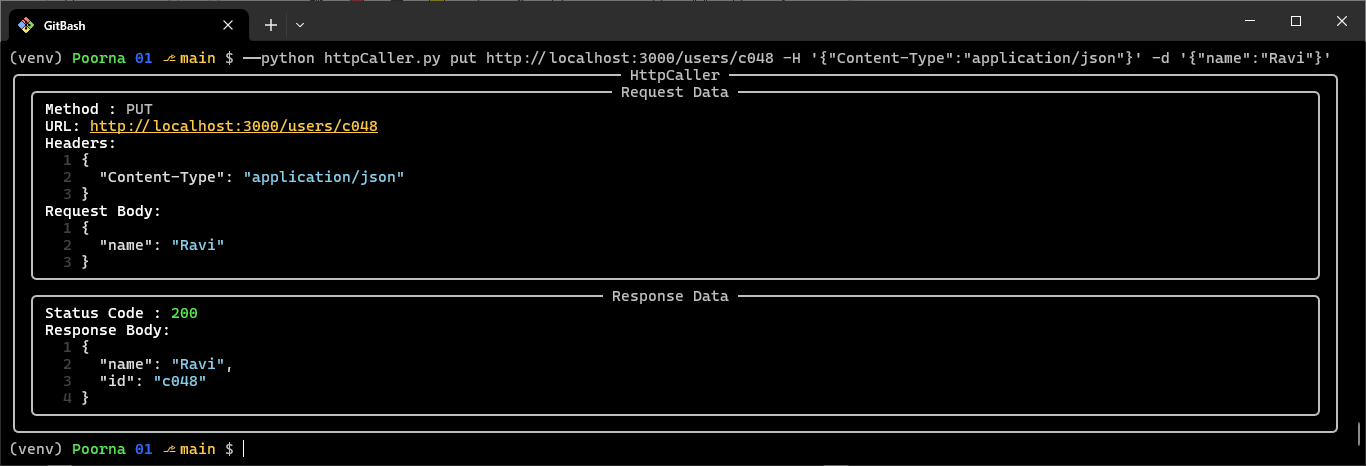 GitBash
(venv) Poorna 01 main $ ──python httpCaller.py put http://localhost:3000/users/c048 -H '{"Content-Type":"application/json"}' -d '{"name":"Ravi"}'
HttpCaller
Request Data
Method : PUT
URL: http://localhost:3000/users/c048
Headers:
1 {
2 "Content-Type": "application/json"
3 }
Request Body:
1 {
2 "name": "Ravi"
3 }
Response Data
Status Code : 200
Response Body:
1 {
2 "name": "Ravi",
3 "id": "c048"
4 }
(venv) Poorna 01 main $